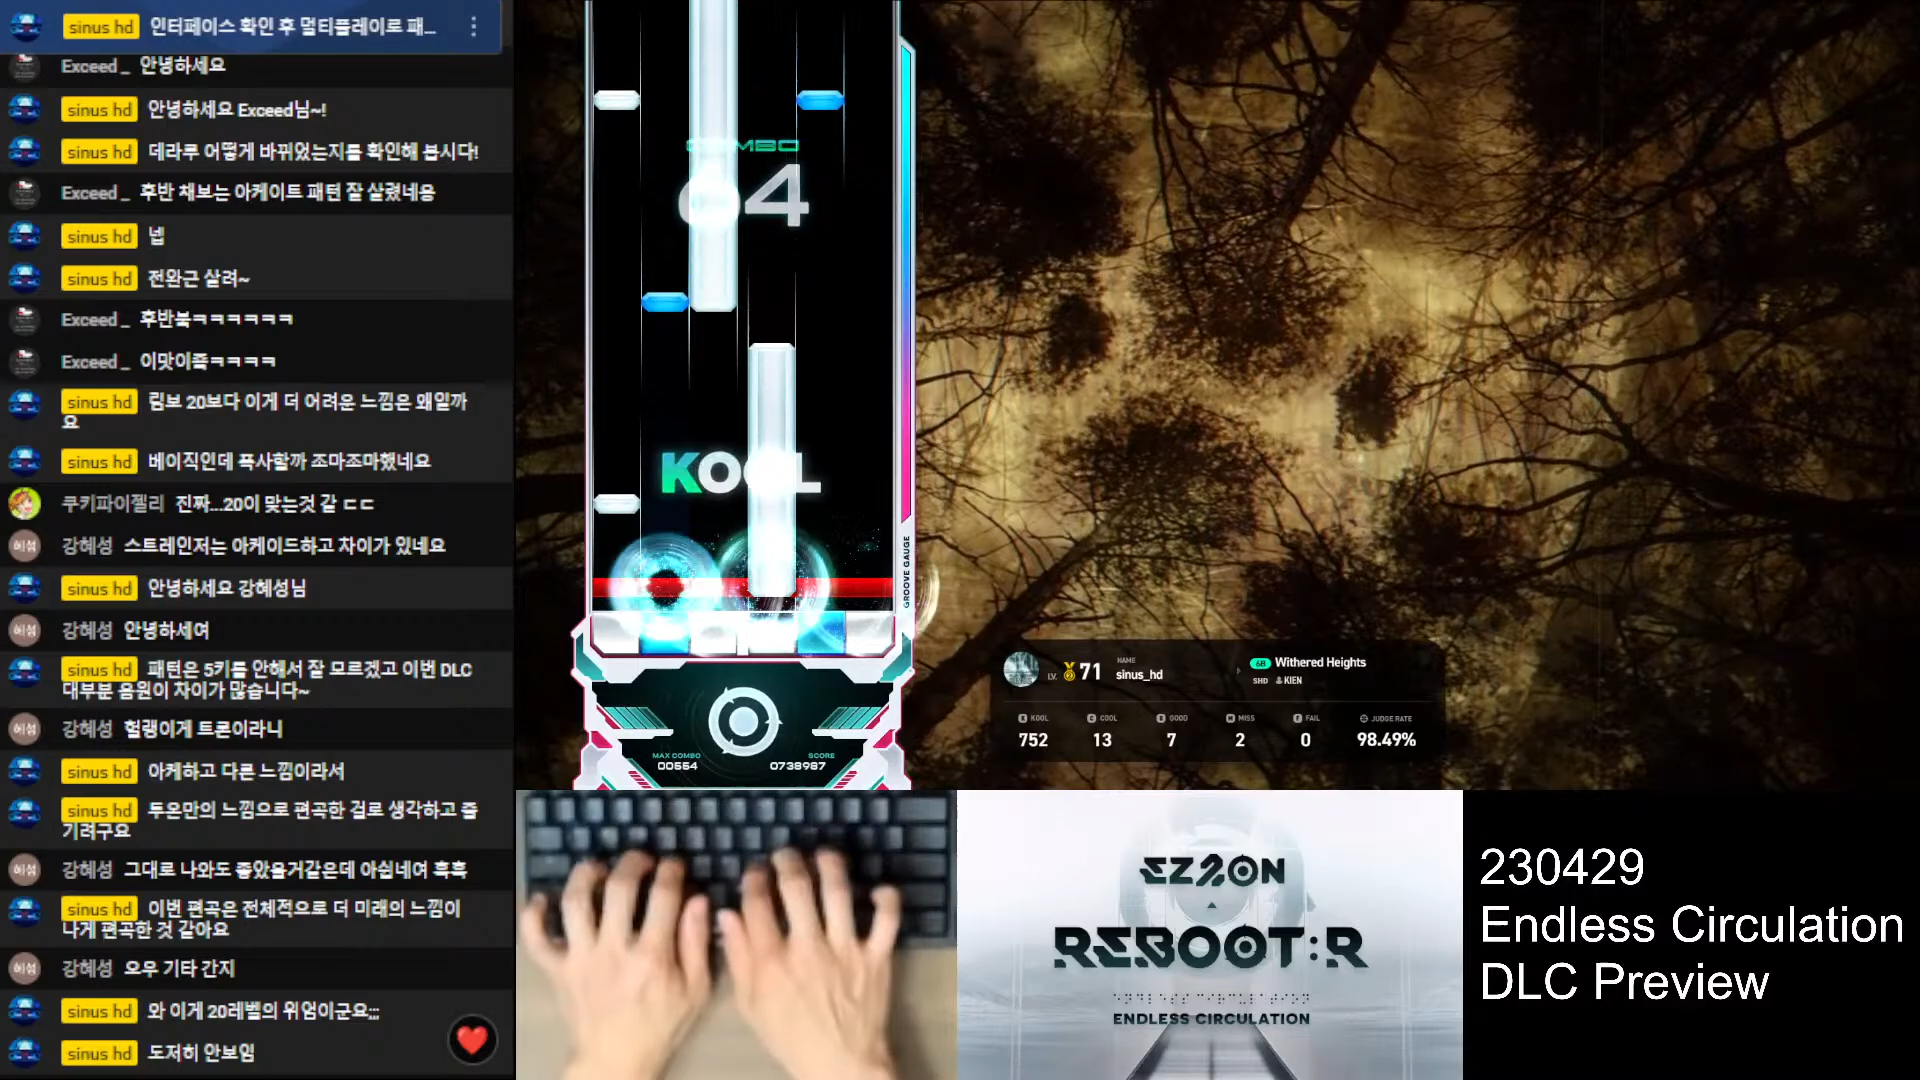 sinus hd 인터페이스 확인 후 멀티플레이로 패...
Exceed_ 안녕하세요
sinus hd 안녕하세요 Exceed님~!
sinus hd 데라루 어떻게 바뀌었는지를 확인해 봅시다!
Exceed_ 후반 채보는 아케이트 패턴 잘 살렸네용
sinus hd 넵
sinus hd 전완근 살려~
Exceed_ 후반붘ㅋㅋㅋㅋㅋㅋ
Exceed_ 이맛이즼ㅋㅋㅋㅋ
sinus hd 림보 20보다 이게 더 어려운 느낌은 왜일까
요
sinus hd 베이직인데 폭사할까 조마조마했네요
쿠키파이젤리 진짜...20이 맞는것 같 ㄷㄷ
강혜성 스트레인저는 아케이드하고 차이가 있네요
sinus hd 안녕하세요 강혜성님
강혜성 안녕하세여
sinus hd 패턴은 5키를 안해서 잘 모르겠고 이번 DLC
대부분 음원이 차이가 많습니다~
강혜성 헐랭이게 트론이라니
sinus hd 아케하고 다른 느낌이라서
sinus hd 투온만의 느낌으로 편곡한 걸로 생각하고 즐
기려구요
강혜성 그대로 나와도 좋았을거같은데 아쉽네여 흑흑
sinus hd 이번 편곡은 전체적으로 더 미래의 느낌이
나게 편곡한 것 같아요
강혜성 오우 기타 간지
sinus hd 와 이게 20레벨의 위엄이군요;;;
sinus hd 도저히 안보임
COMBO
64
KOOL
GROOVE GAUGE
MAX COMBO
00554
SCORE
0738987
LV. 71
NAME
sinus_hd
6B Withered Heights
SHD KIEN
KOOL COOL GOOD MISS FAIL JUDGE RATE
752 13 7 2 0 98.49%
EZ2ON
REBOOT:R
ENDLESS CIRCULATION
230429
Endless Circulation
DLC Preview